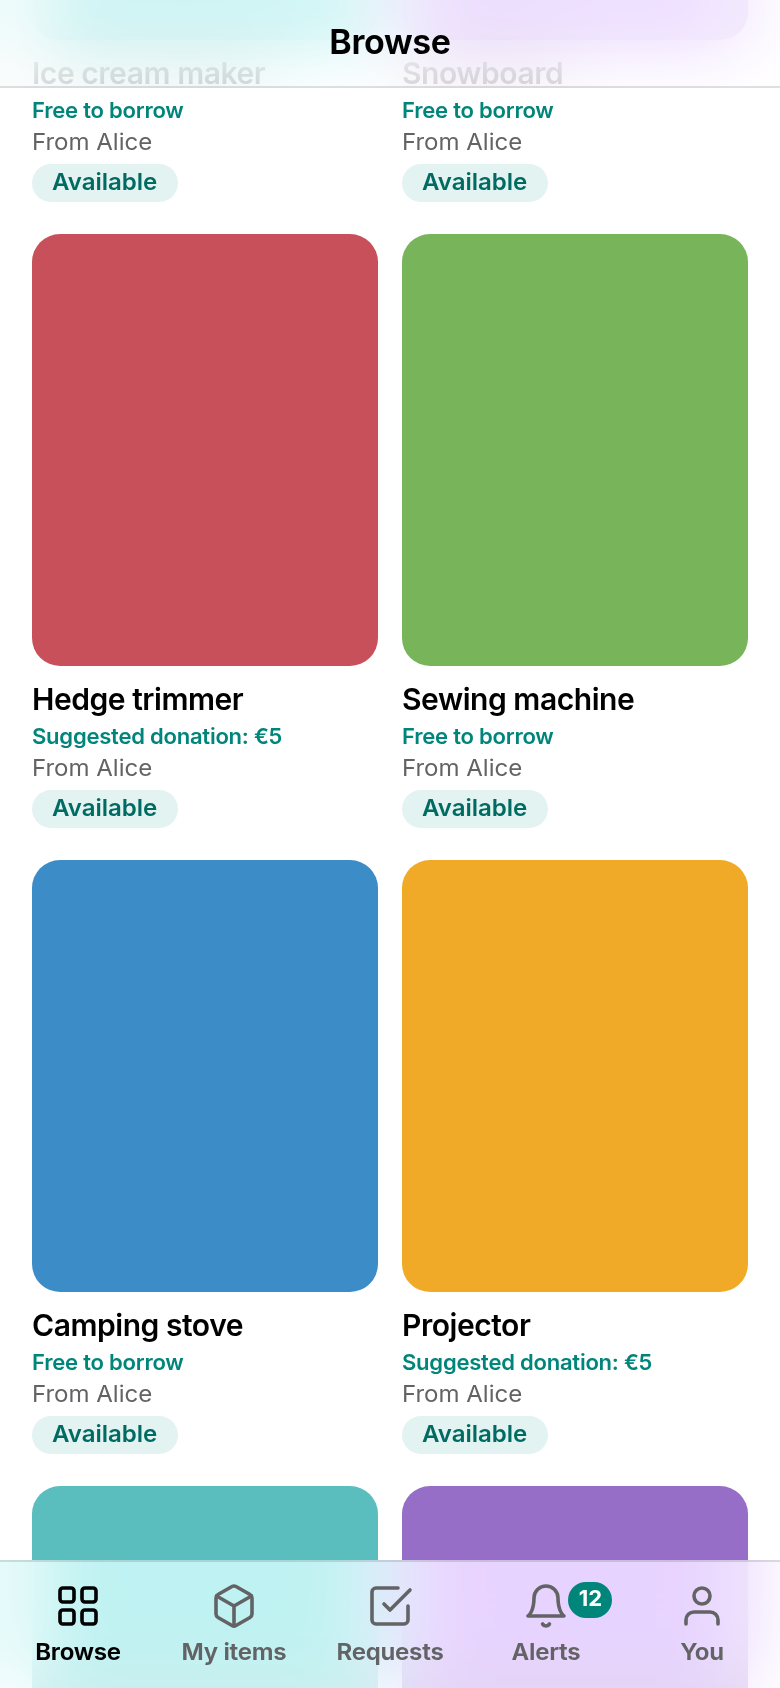 Browse
Ice cream maker
Snowboard
Free to borrow
Free to borrow
From Alice
From Alice
Available
Available
Hedge trimmer
Sewing machine
Suggested donation: €5
Free to borrow
From Alice
From Alice
Available
Available
Camping stove
Projector
Free to borrow
Suggested donation: €5
From Alice
From Alice
Available
Available
12
Browse
My items
Requests
Alerts
You